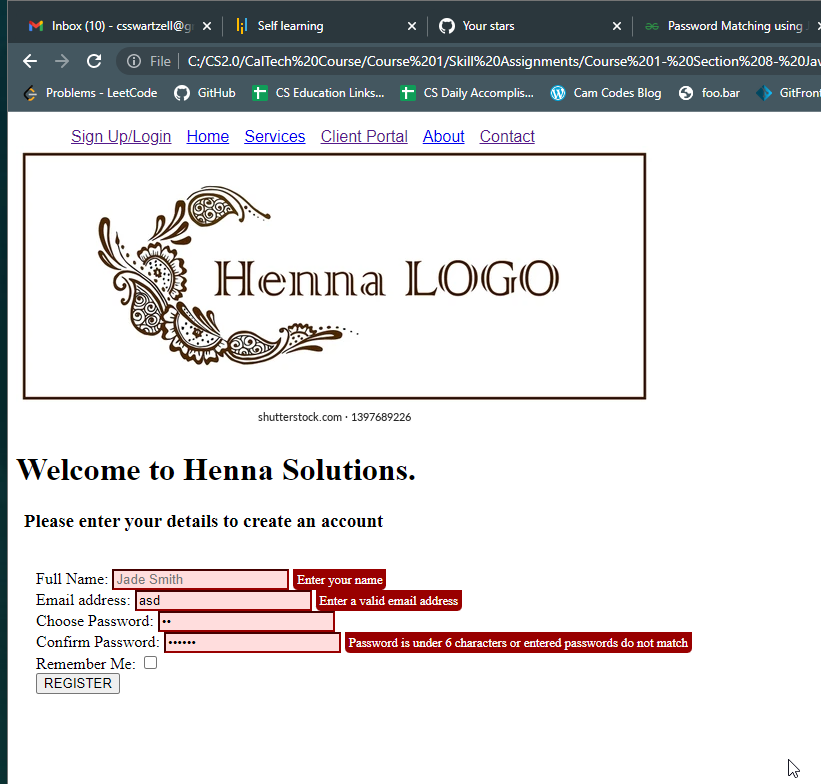 Inbox (10) - csswartzell@g
Self learning
Your stars
Password Matching using J
File
C:/CS2.0/CalTech%20Course/Course%201/Skill%20Assignments/Course%201-%20Section%208-%20Jav
Problems - LeetCode
GitHub
CS Education Links...
CS Daily Accomplis...
Cam Codes Blog
foo.bar
GitFront
Sign Up/Login Home Services Client Portal About Contact
Henna LOGO
shutterstock.com · 1397689226
Welcome to Henna Solutions.
Please enter your details to create an account
Full Name: Jade Smith Enter your name
Email address: asd Enter a valid email address
Choose Password: ••
Confirm Password: •••••• Password is under 6 characters or entered passwords do not match
Remember Me:
REGISTER